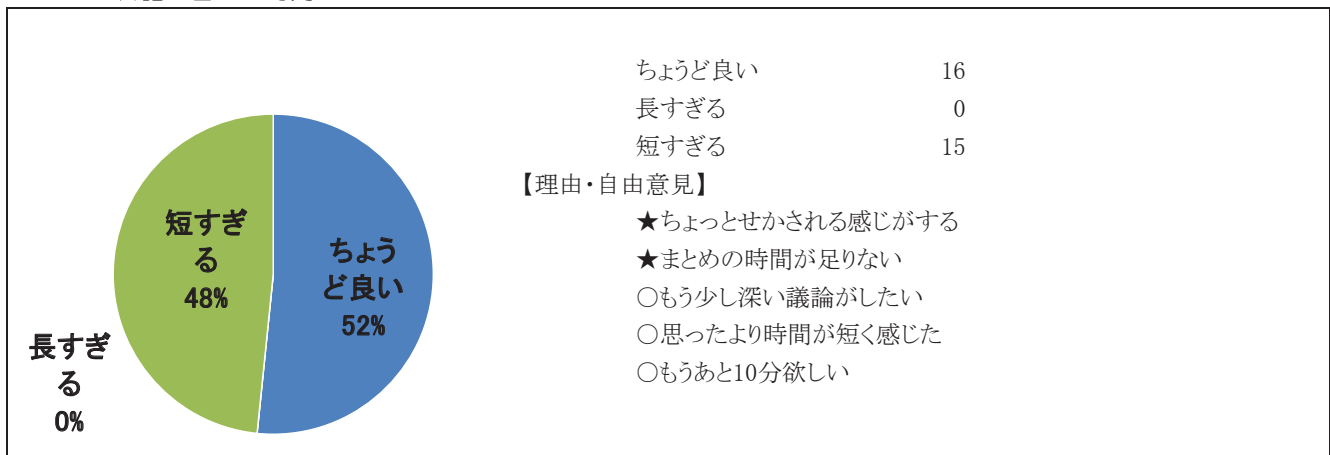 ちょうど良い 16
長すぎる 0
短すぎる 15
【理由・自由意見】
★ちょっとせかされる感じがする
★まとめの時間が足りない
○もう少し深い議論がしたい
○思ったより時間が短く感じた
○もうあと10分欲しい
短すぎ
る
48%
ちょう
ど良い
52%
長すぎ
る
0%